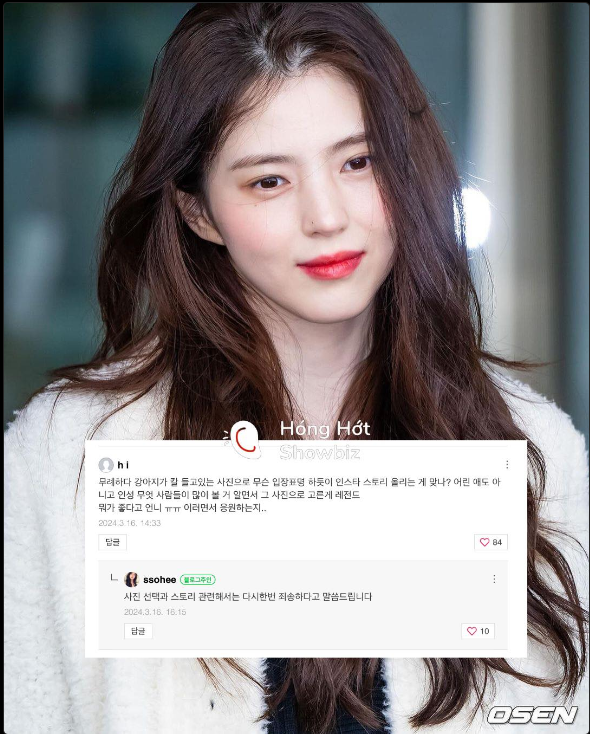 Hóng Hớt
Showbiz
h i
무례하다 강아지가 칼 들고있는 사진으로 무슨 입장표명 하듯이 인스타 스토리 올리는 게 맞나? 어린 애도 아
니고 인성 무엇 사람들이 많이 볼 거 알면서 그 사진으로 고른게 레전드
뭐가 좋다고 언니 ㅠㅠ 이러면서 응원하는지..
2024.3.16. 14:33
답글
84
ssohee 블로그주인
사진 선택과 스토리 관련해서는 다시한번 죄송하다고 말씀드립니다
2024.3.16. 16:16
답글
10
OSEN